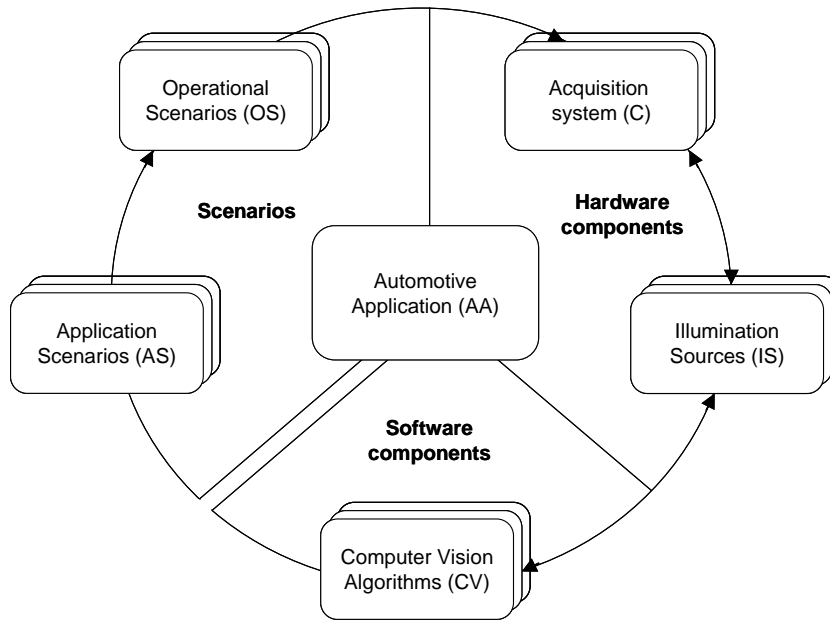 Operational
Scenarios (OS)
Acquisition
system (C)
Scenarios
Hardware
components
Automotive
Application (AA)
Application
Scenarios (AS)
Illumination
Sources (IS)
Software
components
Computer Vision
Algorithms (CV)